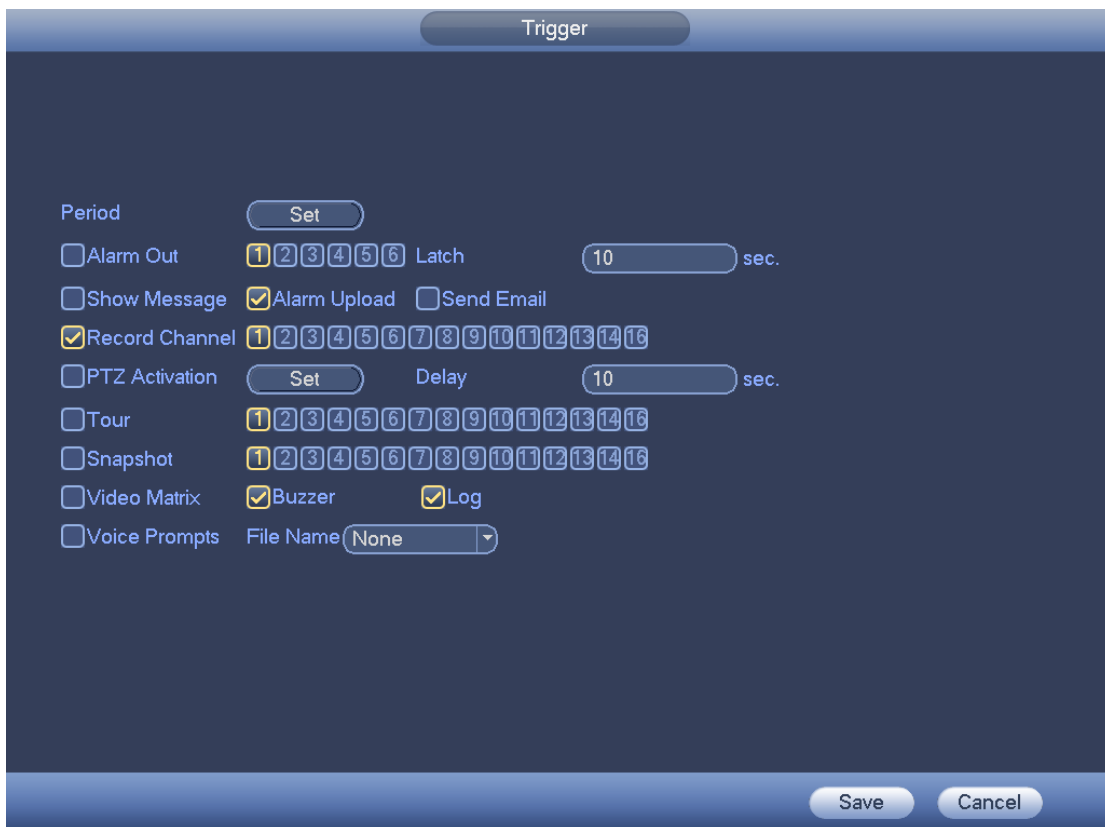 Trigger
Period Set
Alarm Out 1 2 3 4 5 6 Latch 10 sec.
Show Message Alarm Upload Send Email
Record Channel 1 2 3 4 5 6 7 8 9 10 11 12 13 14 16
PTZ Activation Set Delay 10 sec.
Tour 1 2 3 4 5 6 7 8 9 10 11 12 13 14 16
Snapshot 1 2 3 4 5 6 7 8 9 10 11 12 13 14 16
Video Matrix Buzzer Log
Voice Prompts File Name None
Save Cancel